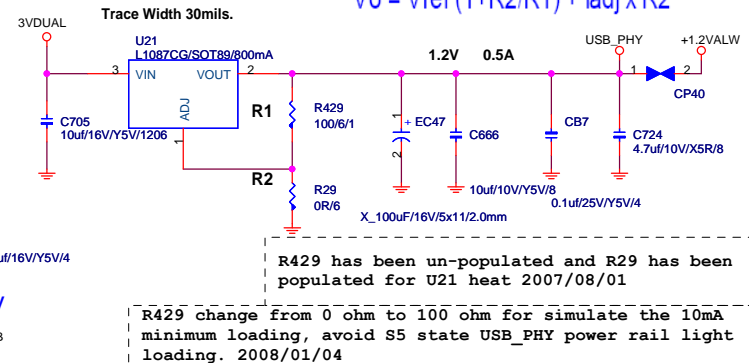 Trace Width 30mils.
Vo = Vref (1+R2/R1) + Iadj x R2
3VDUAL
U21
L1087CG/SOT89/800mA
USB_PHY
+1.2VALW
1.2V 0.5A
3
VIN
VOUT
2
1
2
CP40
ADJ
1
C705
10uf/16V/Y5V/1206
R1
R429
100/6/1
1
+
EC47
2
C666
CB7
C724
4.7uf/10V/X5R/8
R2
R29
0R/6
10uf/10V/Y5V/8
0.1uf/25V/Y5V/4
X_100uF/16V/5x11/2.0mm
uf/16V/Y5V/4
R429 has been un-populated and R29 has been
populated for U21 heat 2007/08/01
R429 change from 0 ohm to 100 ohm for simulate the 10mA
minimum loading, avoid S5 state USB_PHY power rail light
loading. 2008/01/04